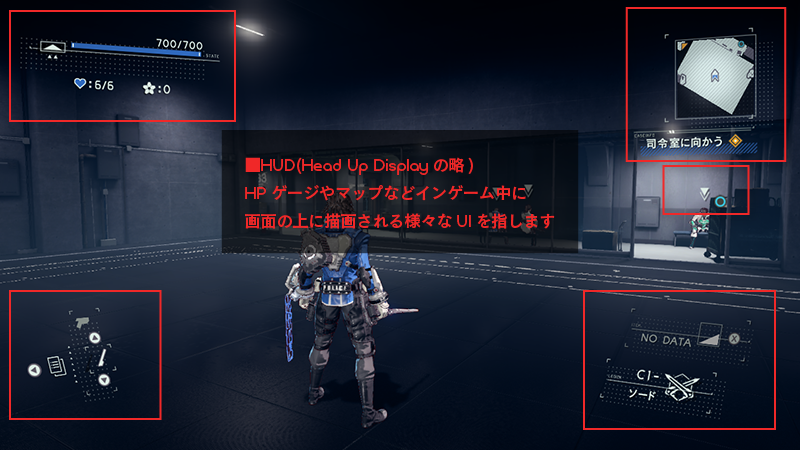 700/700
STATE
:6/6
:0
司令室に向かう
■HUD(Head Up Display の略 )
HP ゲージやマップなどインゲーム中に
画面の上に描画される様々な UI を指します
POLICE
NO DATA
X
LEGION
C1-
ソード